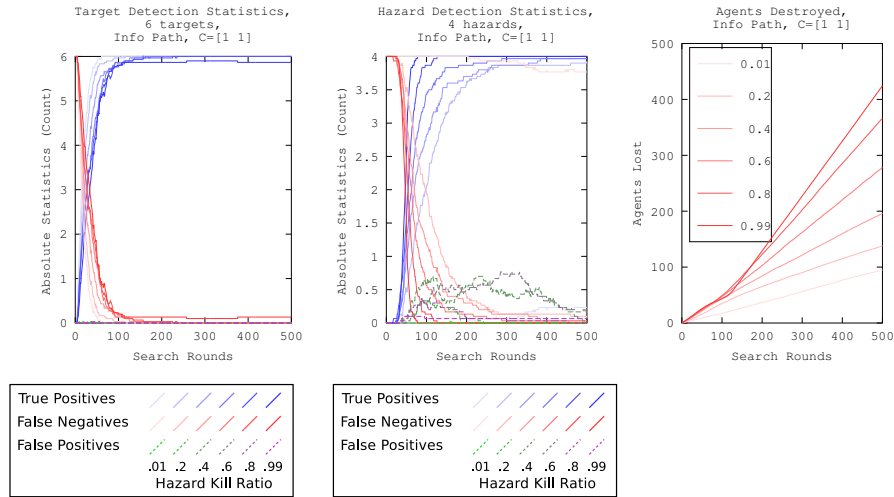 Target Detection Statistics,
6 targets,
Info Path, C=[1 1]
6
5
4
3
2
1
0
Absolute Statistics (Count)
0 100 200 300 400 500
Search Rounds
Hazard Detection Statistics,
4 hazards,
Info Path, C=[1 1]
4
3.5
3
2.5
2
1.5
1
0.5
0
Absolute Statistics (Count)
0 100 200 300 400 500
Search Rounds
Agents Destroyed,
Info Path, C=[1 1]
500
400
300
200
100
0
Agents Lost
0.01
0.2
0.4
0.6
0.8
0.99
0 100 200 300 400 500
Search Rounds
True Positives
False Negatives
False Positives
.01 .2 .4 .6 .8 .99
Hazard Kill Ratio
True Positives
False Negatives
False Positives
.01 .2 .4 .6 .8 .99
Hazard Kill Ratio